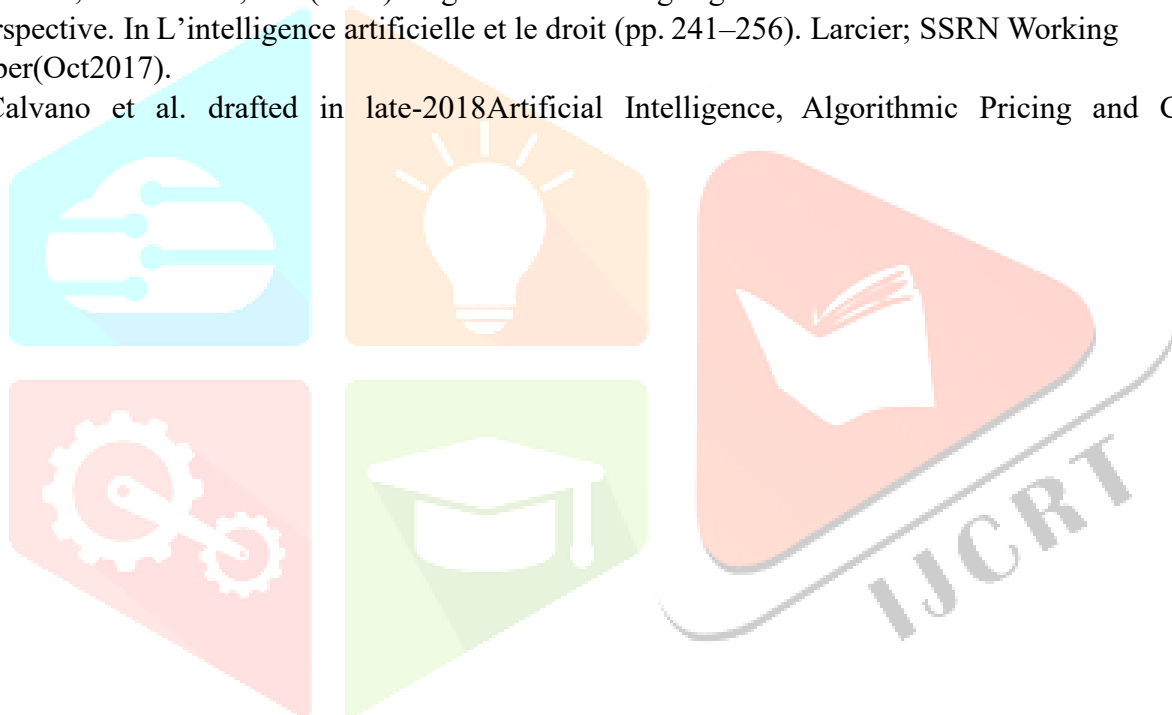 rspective. In L’intelligence artificielle et le droit (pp. 241–256). Larcier; SSRN Working
per(Oct2017).
Calvano et al. drafted in late-2018Artificial Intelligence, Algorithmic Pricing and
IJCRT